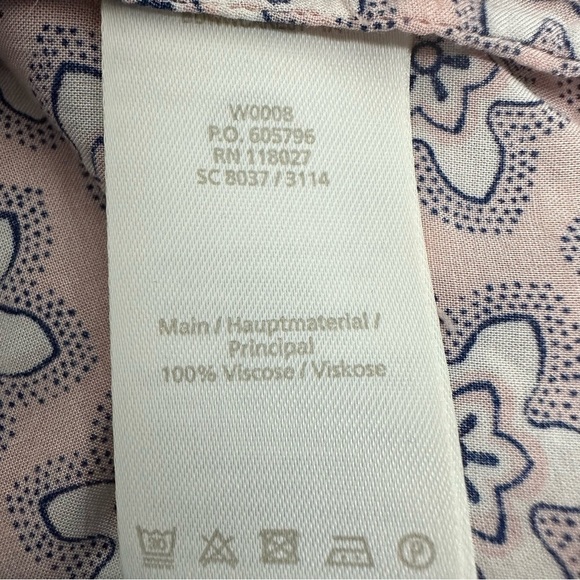 W0008
P.O. 605796
RN 118027
SC 8037 / 3114
Main / Hauptmaterial /
Principal
100% Viscose / Viskose
P